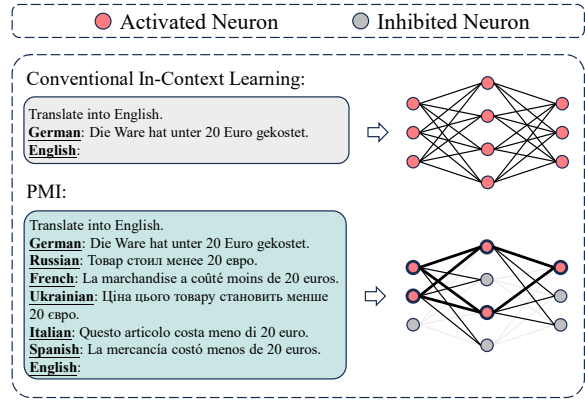 Activated Neuron
Inhibited Neuron
Conventional In-Context Learning:
Translate into English.
German: Die Ware hat unter 20 Euro gekostet.
English:
PMI:
Translate into English.
German: Die Ware hat unter 20 Euro gekostet.
Russian: Товар стоил менее 20 евро.
French: La marchandise a coûté moins de 20 euros.
Ukrainian: Ціна цього товару становить менше
20 євро.
Italian: Questo articolo costa meno di 20 euro.
Spanish: La mercancía costó menos de 20 euros.
English: